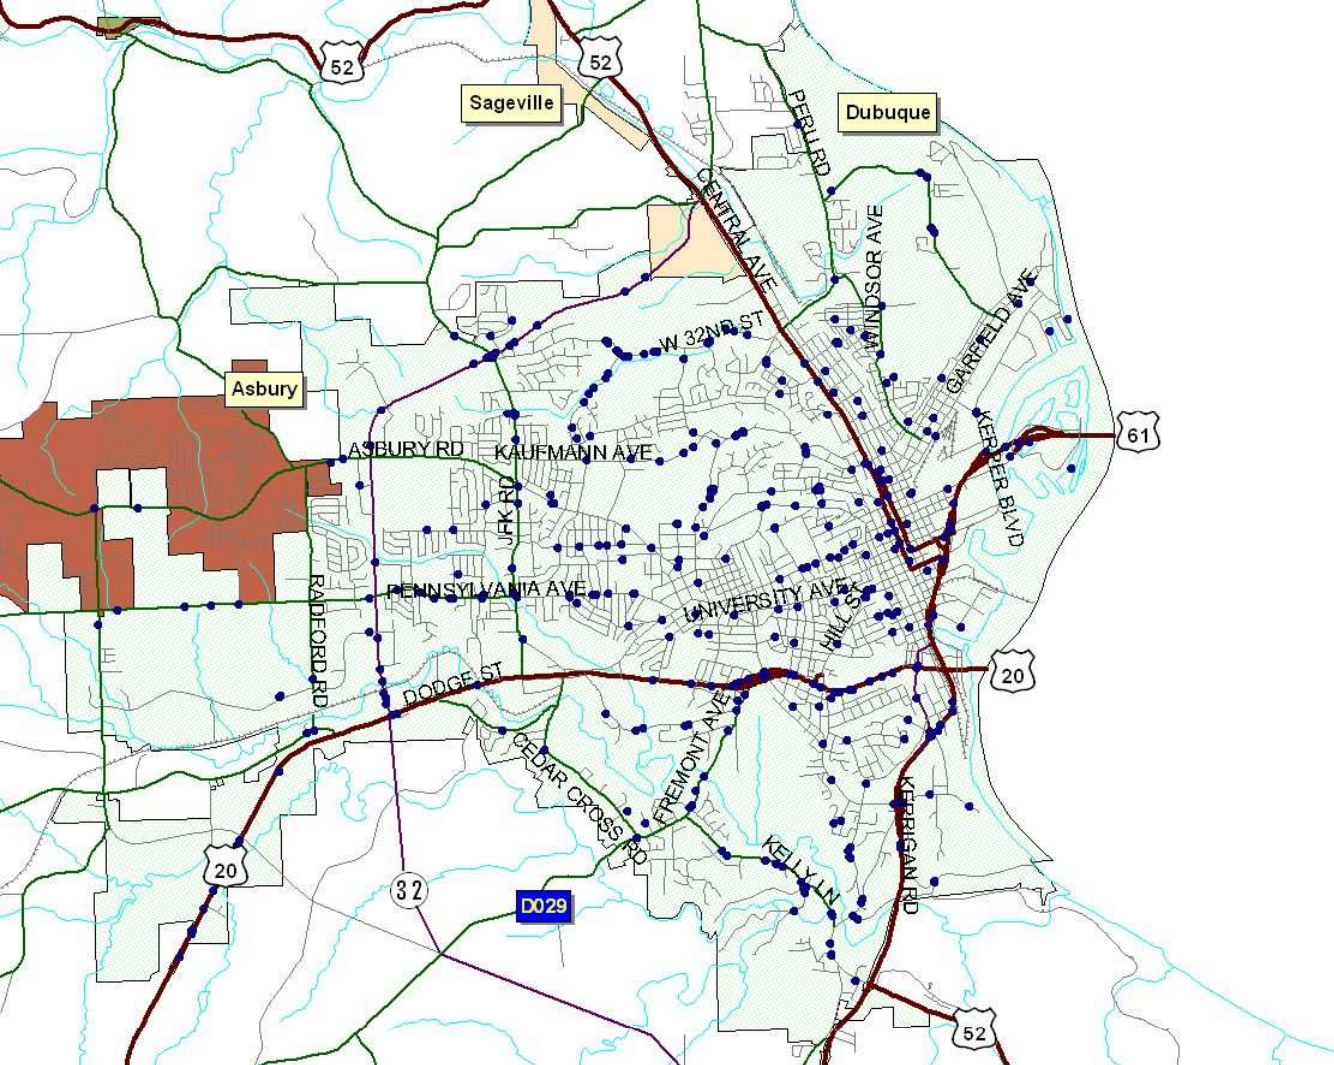 52
52
Sageville
Dubuque
PERU RD
CENTRAL AVE
WINDSOR AVE
GARFIELD AVE
W 32ND ST
Asbury
ASBURY RD
KAUFMANN AVE
KERPER BLVD
61
JFK RD
PENNSYLVANIA AVE
UNIVERSITY AVE
HILL ST
RADFORD RD
DODGE ST
20
FREMONT AVE
CEDAR CROSS RD
KERRIGAN RD
KELLY LN
20
32
D029
52